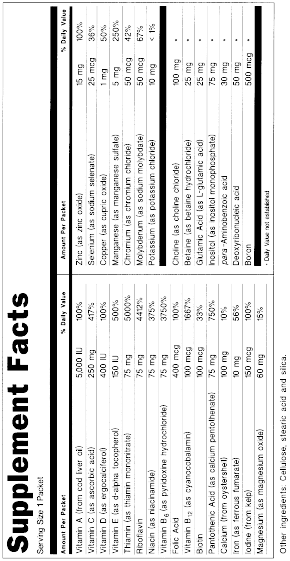 Supplement Facts
Serving Size 1 Packet
Amount Per Packet % Daily Value
Vitamin A (from cod liver oil) 5,000 IU 100%
Vitamin C (as ascorbic acid) 250 mg 417%
Vitamin D (as ergocalciferol) 400 IU 100%
Vitamin E (as d-alpha tocopherol) 150 IU 500%
Thiamin (as thiamin mononitrate) 75 mg 5000%
Riboflavin 75 mg 4412%
Niacin (as niacinamide) 75 mg 375%
Vitamin B6 (as pyridoxine hydrochloride) 75 mg 3750%
Folic Acid 400 mcg 100%
Vitamin B12 (as cyanocobalamin) 100 mcg 1667%
Biotin 100 mcg 33%
Pantothenic Acid (as calcium pentothenate) 75 mg 750%
Calcium (from oystershell) 100 mg 10%
Iron (as ferrous fumarate) 10 mg 56%
Iodine (from kelp) 150 mcg 100%
Magnesium (as magnesium oxide) 60 mg 15%
Amount Per Packet % Daily Value
Zinc (as zinc oxide) 15 mg 100%
Selenium (as sodium selenate) 25 mcg 36%
Copper (as cupric oxide) 1 mg 50%
Manganese (as manganese sulfate) 5 mg 250%
Chromium (as chromium chloride) 50 mcg 42%
Molybdenum (as sodium molybdate) 50 mcg 67%
Potassium (as potassium chloride) 10 mg < 1%
Choline (as choline chloride) 100 mg *
Betaine (as betaine hydrochloride) 25 mg *
Glutamic Acid (as L-glutamic acid) 25 mg *
Inositol (as inositol monophosphate) 75 mg *
para-Aminobenzoic acid 30 mg *
Deoxyribonucleic acid 50 mg *
Boron 500 mcg *
* Daily Value not established
Other ingredients: Cellulose, stearic acid and silica.